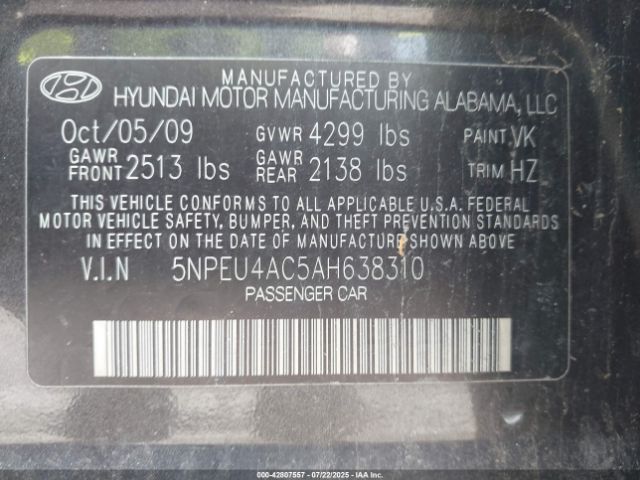 MANUFACTURED BY
HYUNDAI MOTOR MANUFACTURING ALABAMA, LLC
Oct/05/09 GVWR 4299 lbs PAINT VK
GAWR FRONT 2513 lbs GAWR REAR 2138 lbs TRIM HZ
THIS VEHICLE CONFORMS TO ALL APPLICABLE U.S.A. FEDERAL
MOTOR VEHICLE SAFETY, BUMPER, AND THEFT PREVENTION STANDARDS
IN EFFECT ON THE DATE OF MANUFACTURE SHOWN ABOVE
V.I.N 5NPEU4AC5AH638310
PASSENGER CAR
000-42807557 - 07/22/2025 - IAAI.COM